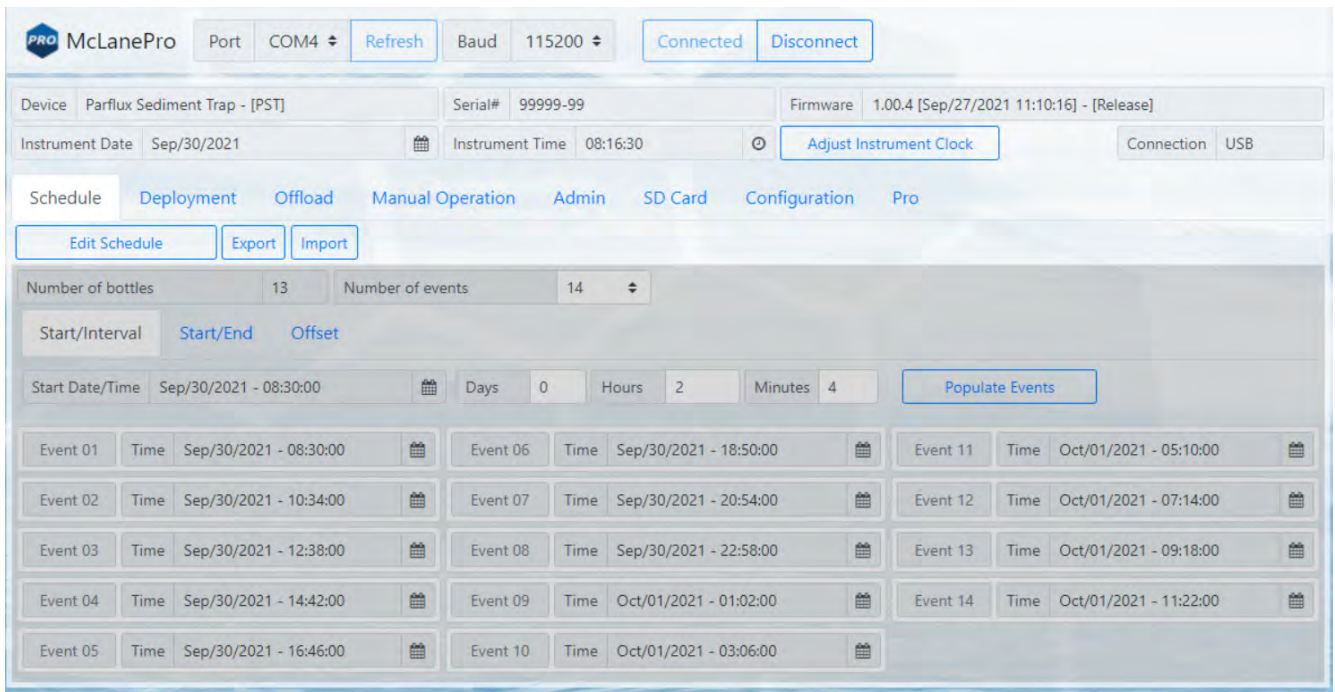 PRO McLanePro Port COM4 Refresh Baud 115200 Connected Disconnect
Device Parflux Sediment Trap - [PST] Serial# 99999-99 Firmware 1.00.4 [Sep/27/2021 11:10:16] - [Release]
Instrument Date Sep/30/2021 Instrument Time 08:16:30 Adjust Instrument Clock Connection USB
Schedule Deployment Offload Manual Operation Admin SD Card Configuration Pro
Edit Schedule Export Import
Number of bottles 13 Number of events 14
Start/Interval Start/End Offset
Start Date/Time Sep/30/2021 - 08:30:00 Days 0 Hours 2 Minutes 4 Populate Events
Event 01 Time Sep/30/2021 - 08:30:00 Event 06 Time Sep/30/2021 - 18:50:00 Event 11 Time Oct/01/2021 - 05:10:00
Event 02 Time Sep/30/2021 - 10:34:00 Event 07 Time Sep/30/2021 - 20:54:00 Event 12 Time Oct/01/2021 - 07:14:00
Event 03 Time Sep/30/2021 - 12:38:00 Event 08 Time Sep/30/2021 - 22:58:00 Event 13 Time Oct/01/2021 - 09:18:00
Event 04 Time Sep/30/2021 - 14:42:00 Event 09 Time Oct/01/2021 - 01:02:00 Event 14 Time Oct/01/2021 - 11:22:00
Event 05 Time Sep/30/2021 - 16:46:00 Event 10 Time Oct/01/2021 - 03:06:00